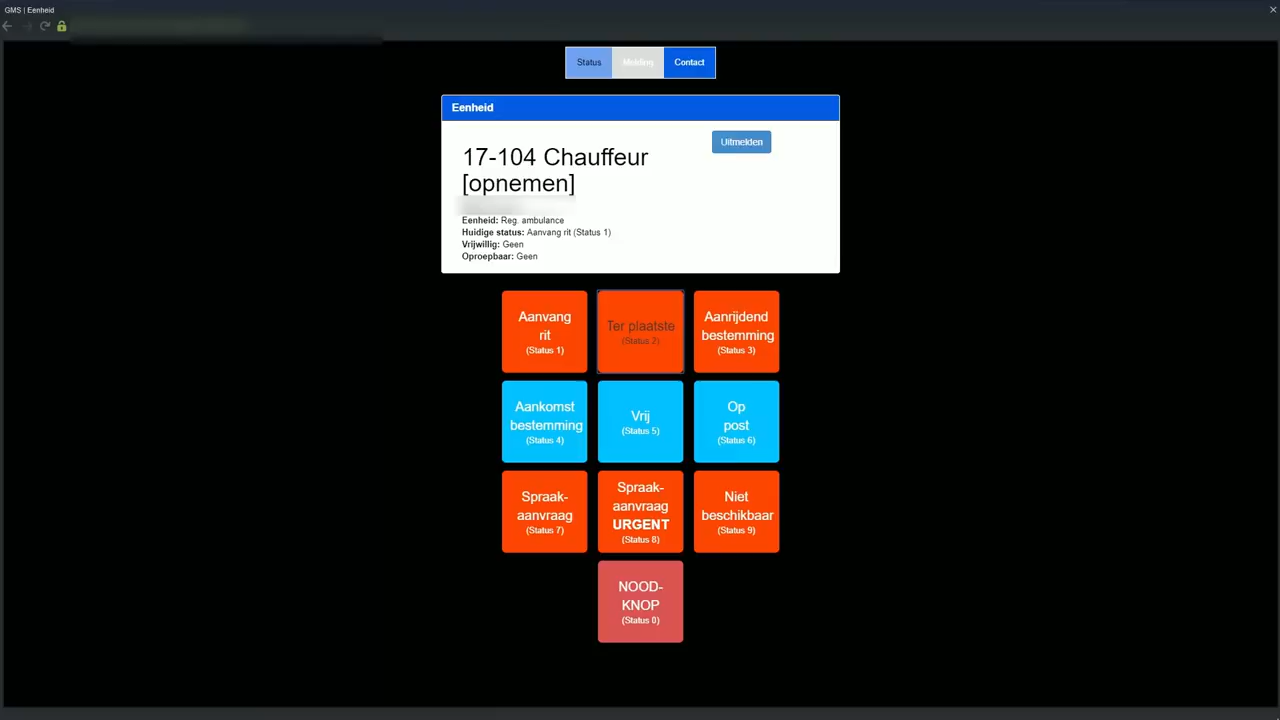 GMS | Eenheid
Status
Melding
Contact
Eenheid
17-104 Chauffeur
[opnemen]
Uitmelden
Eenheid: Reg. ambulance
Huidige status: Aanvang rit (Status 1)
Vrijwillig: Geen
Oproepbaar: Geen
Aanvang
rit
(Status 1)
Ter plaatste
(Status 2)
Aanrijdend
bestemming
(Status 3)
Aankomst
bestemming
(Status 4)
Vrij
(Status 5)
Op
post
(Status 6)
Spraak-
aanvraag
(Status 7)
Spraak-
aanvraag
URGENT
(Status 8)
Niet
beschikbaar
(Status 9)
NOOD-
KNOP
(Status 0)